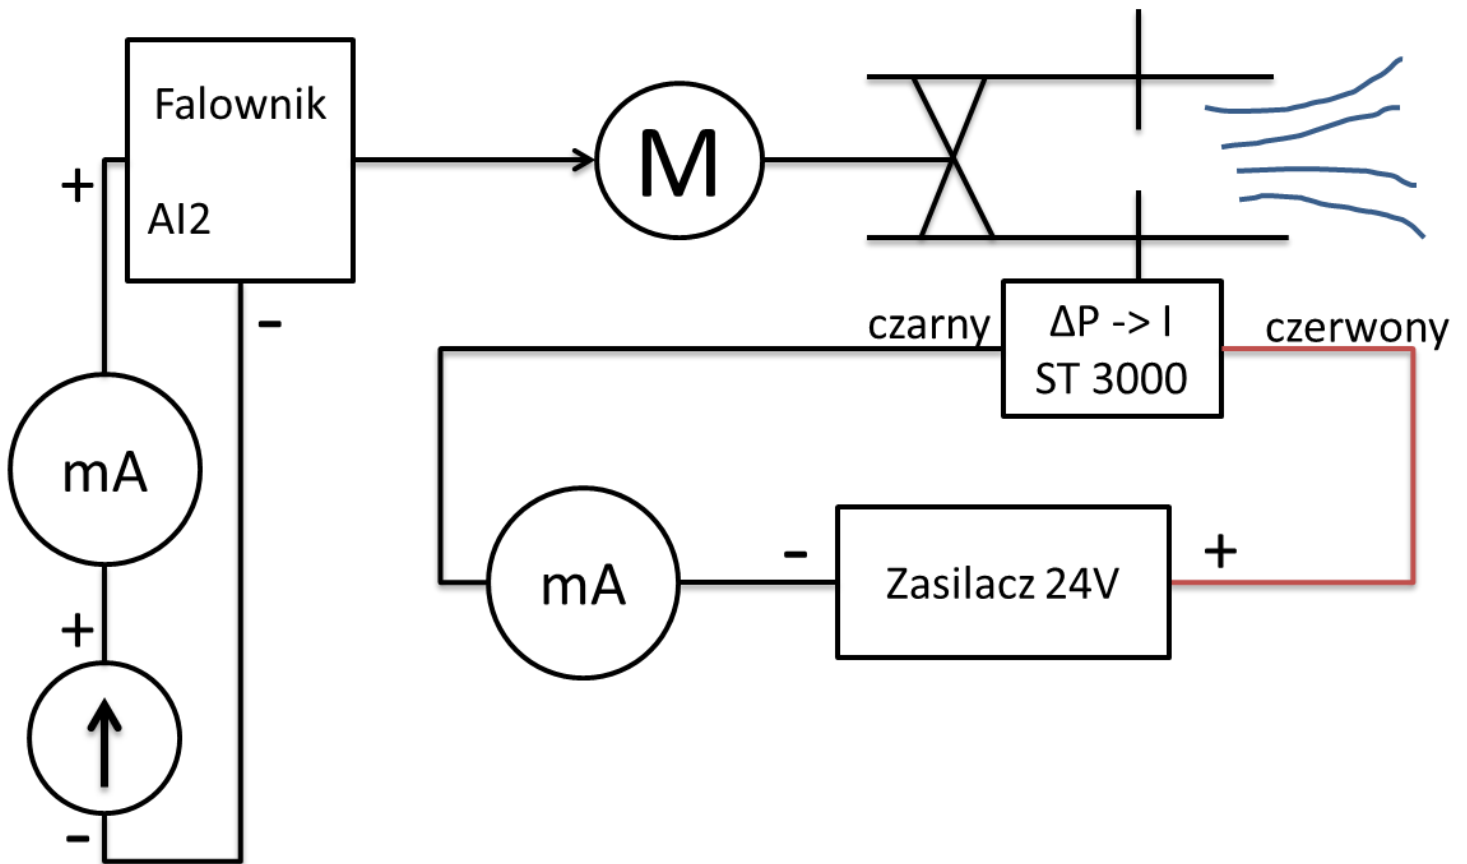 Falownik
AI2
+
-
M
ΔP -> I
ST 3000
czarny
czerwony
mA
+
-
mA
-
Zasilacz 24V
+